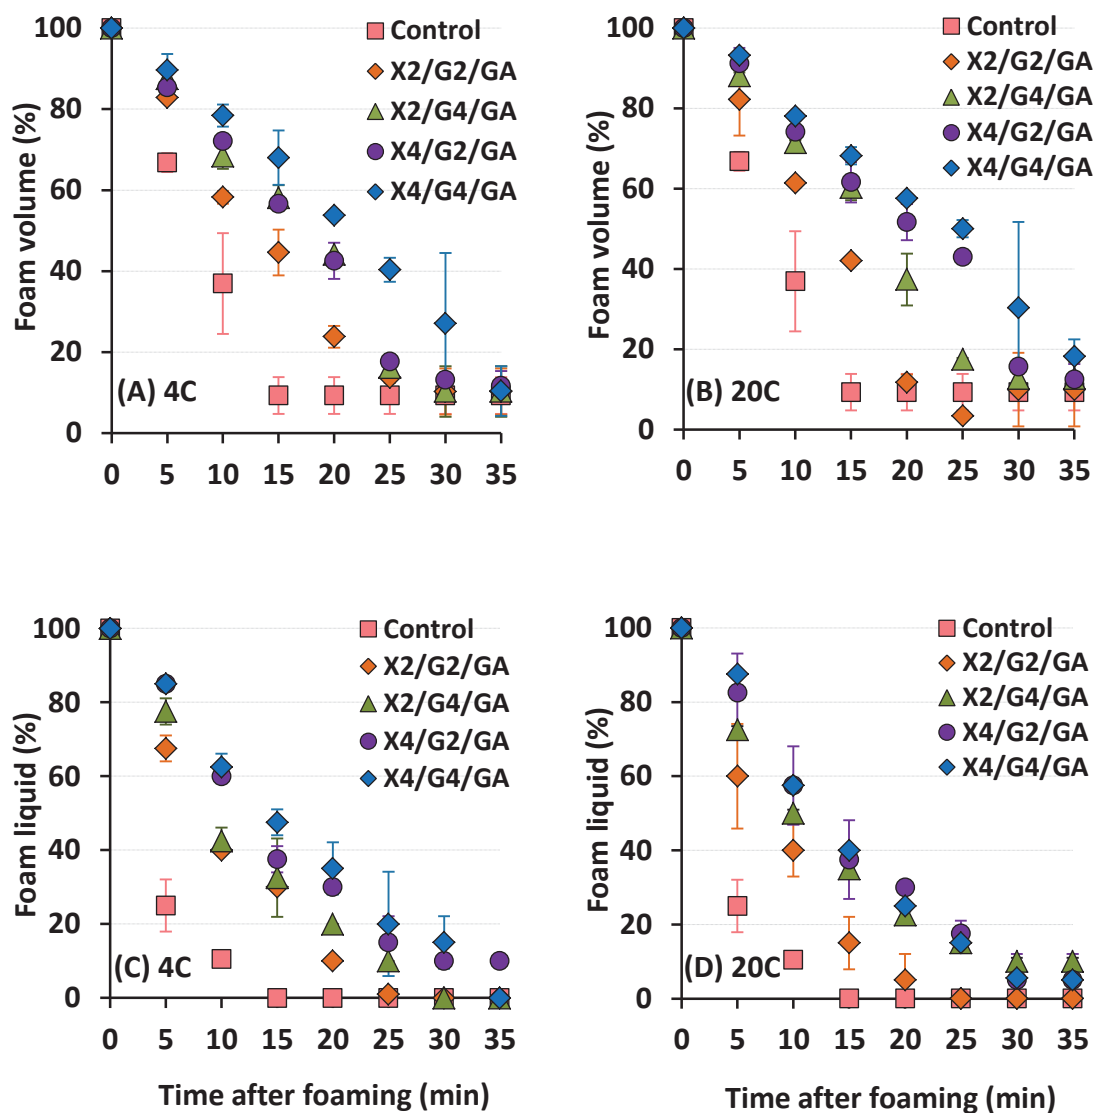 Foam volume (%)
100
80
60
40
20
0
Control
X2/G2/GA
X2/G4/GA
X4/G2/GA
X4/G4/GA
(A) 4C
0 5 10 15 20 25 30 35
Foam volume (%)
100
80
60
40
20
0
Control
X2/G2/GA
X2/G4/GA
X4/G2/GA
X4/G4/GA
(B) 20C
0 5 10 15 20 25 30 35
Foam liquid (%)
100
80
60
40
20
0
Control
X2/G2/GA
X2/G4/GA
X4/G2/GA
X4/G4/GA
(C) 4C
0 5 10 15 20 25 30 35
Time after foaming (min)
Foam liquid (%)
100
80
60
40
20
0
Control
X2/G2/GA
X2/G4/GA
X4/G2/GA
X4/G4/GA
(D) 20C
0 5 10 15 20 25 30 35
Time after foaming (min)